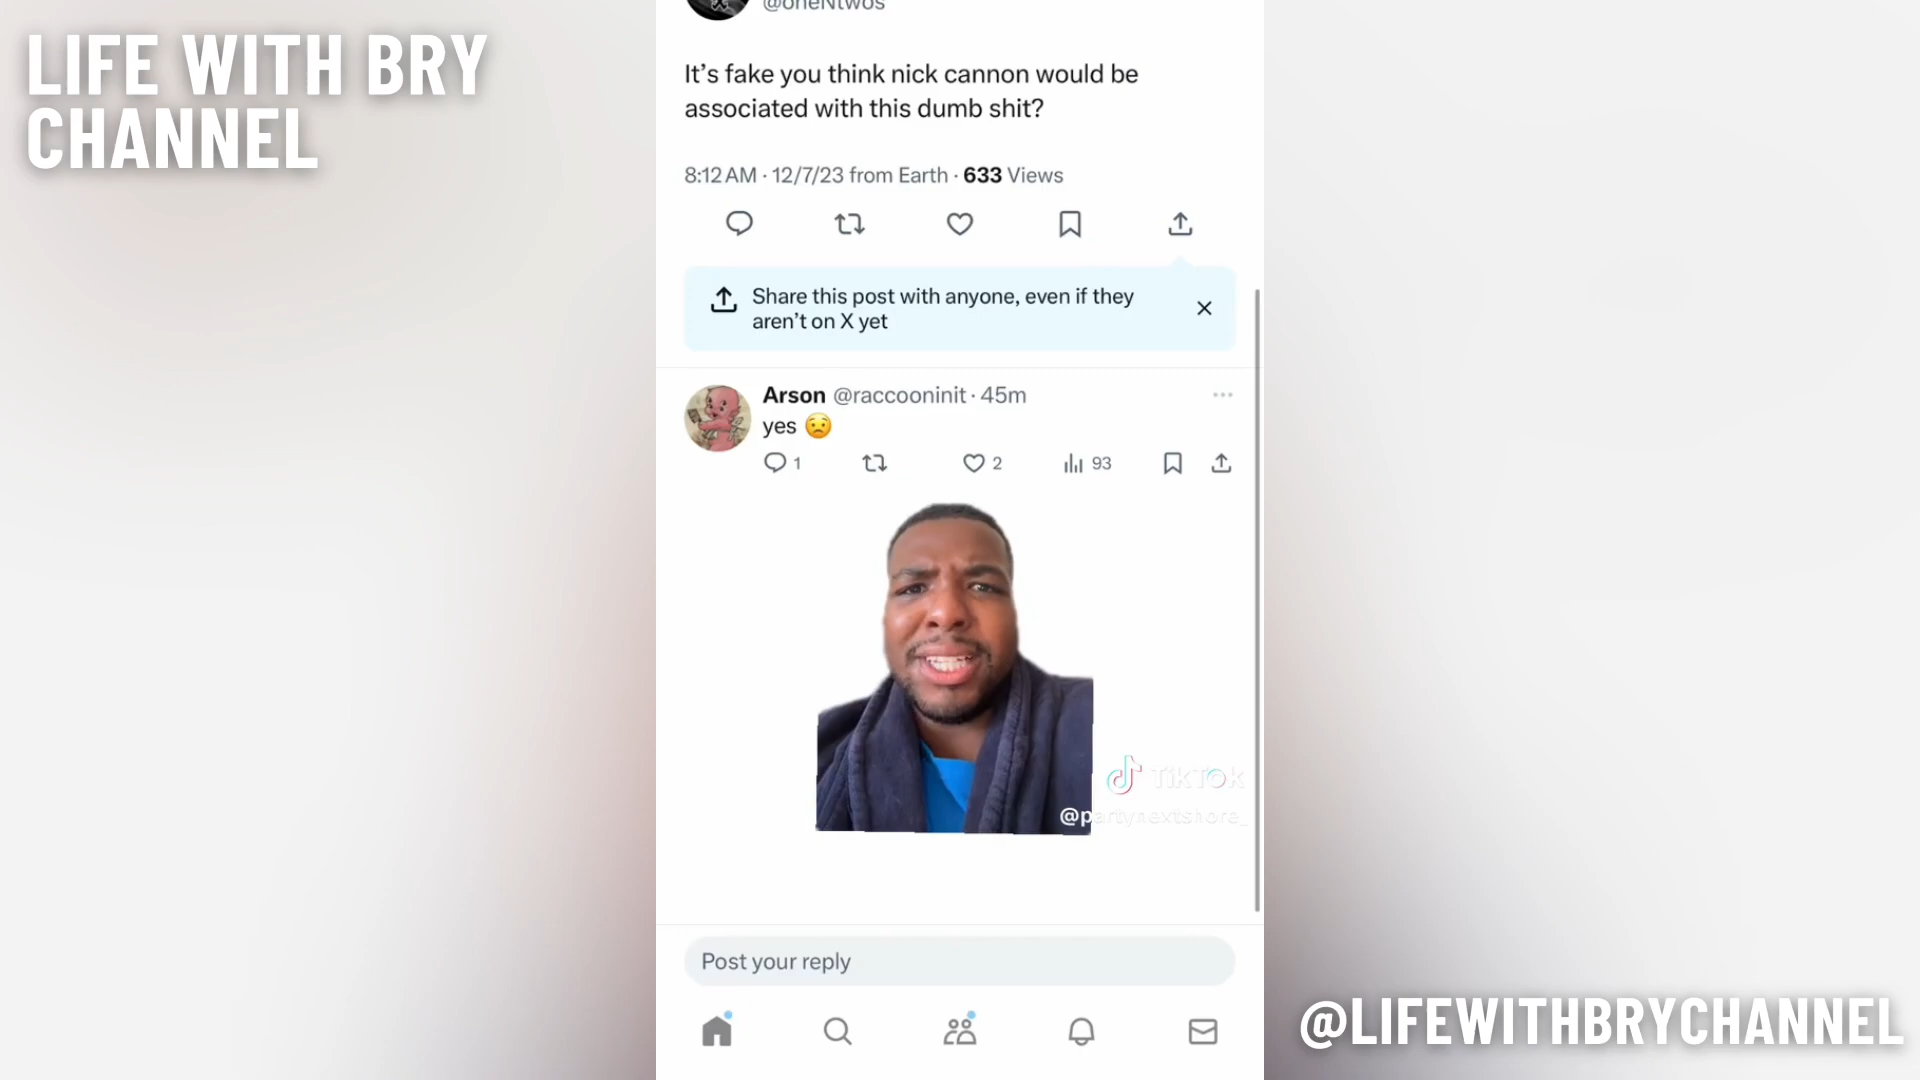 LIFE WITH BRY
CHANNEL
@oneNtwos
It's fake you think nick cannon would be
associated with this dumb shit?
8:12 AM · 12/7/23 from Earth · 633 Views
Share this post with anyone, even if they
aren't on X yet
Arson @raccooninit · 45m
yes 😟
1 2 93
TikTok
@partynextshore_
Post your reply
@LIFEWITHBRYCHANNEL